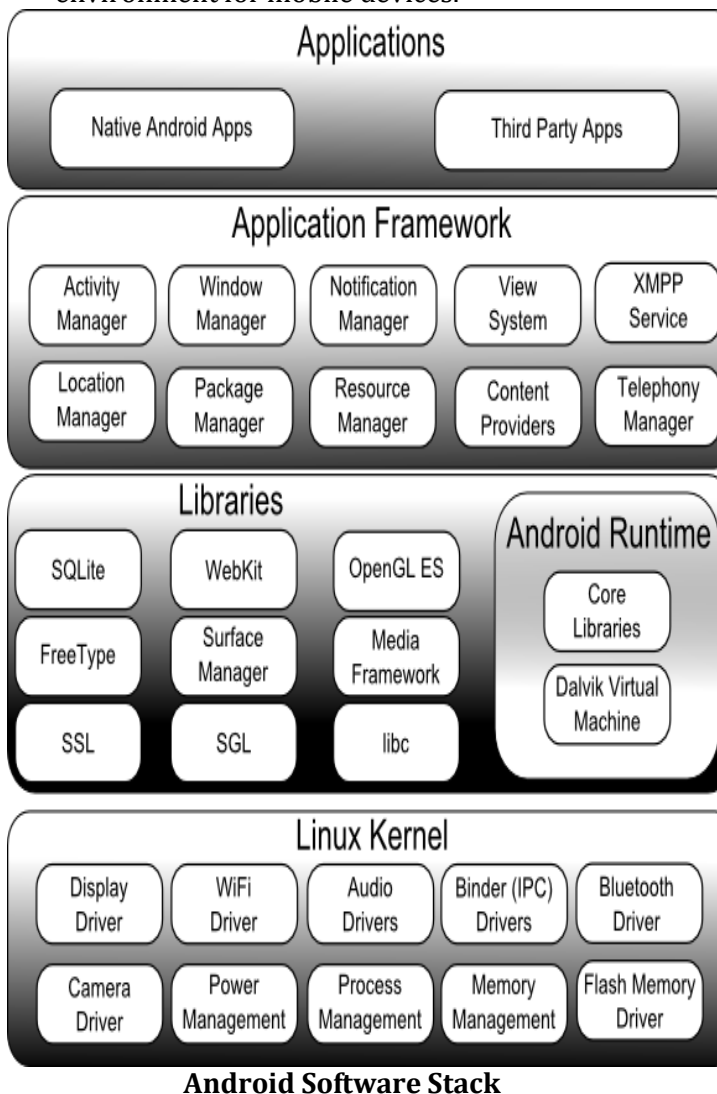 environment for mobile devices.
Applications
Native Android Apps
Third Party Apps
Application Framework
Activity
Manager
Window
Manager
Notification
Manager
View
System
XMPP
Service
Location
Manager
Package
Manager
Resource
Manager
Content
Providers
Telephony
Manager
Libraries
SQLite
WebKit
OpenGL ES
FreeType
Surface
Manager
Media
Framework
SSL
SGL
libc
Android Runtime
Core
Libraries
Dalvik Virtual
Machine
Linux Kernel
Display
Driver
WiFi
Driver
Audio
Drivers
Binder (IPC)
Drivers
Bluetooth
Driver
Camera
Driver
Power
Management
Process
Management
Memory
Management
Flash Memory
Driver
Android Software Stack